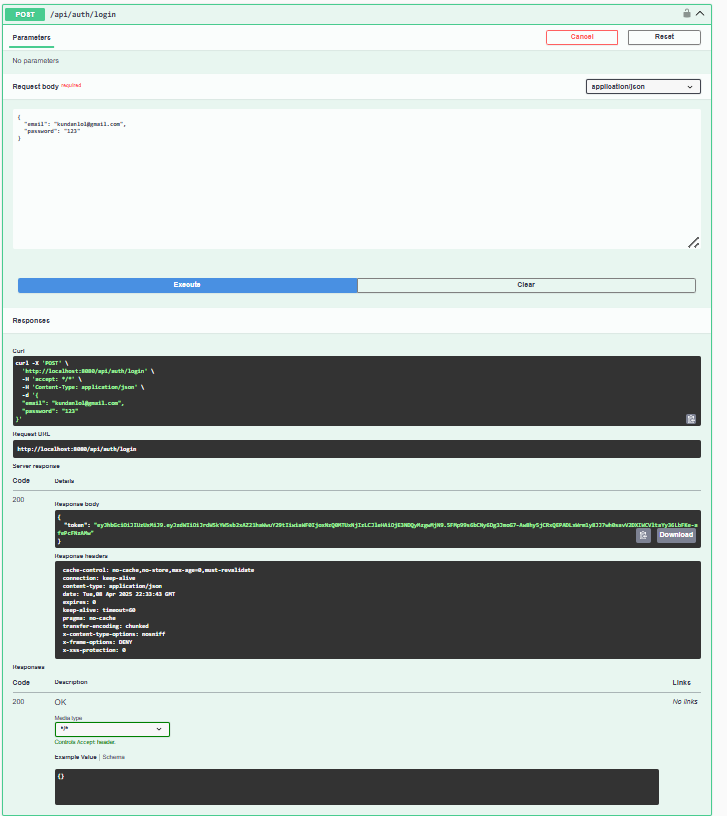 POST /api/auth/login
Parameters
Cancel
Reset
No parameters
Request body required
application/json
{
"email": "kundanlol@gmail.com",
"password": "123"
}
Execute
Clear
Responses
Curl
curl -X 'POST' \
'http://localhost:8080/api/auth/login' \
-H 'accept: */*' \
-H 'Content-Type: application/json' \
-d '{
"email": "kundanlol@gmail.com",
"password": "123"
}'
Request URL
http://localhost:8080/api/auth/login
Server response
Code
Details
200
Response body
{
"token":
}
Download
Response headers
cache-control: no-cache,no-store,max-age=0,must-revalidate
connection: keep-alive
content-type: application/json
date: Tue,08 Apr 2025 22:33:43 GMT
expires: 0
keep-alive: timeout=60
pragma: no-cache
transfer-encoding: chunked
x-content-type-options: nosniff
x-frame-options: DENY
x-xss-protection: 0
Responses
Code
Description
Links
200
OK
No links
Media type
*/*
Controls Accept header.
Example Value | Schema
{}